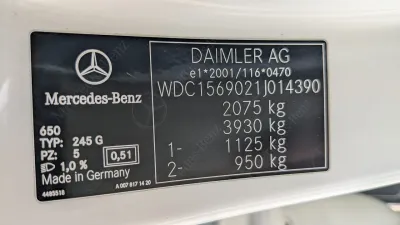 DAIMLER AG
e1*2001/116*0470
WDC1569021J014390
2075 kg
3930 kg
1- 1125 kg
2- 950 kg
Mercedes-Benz
650
TYP: 245 G
PZ: 5
1,0 % 0,51
Made in Germany
4485518 A 007 817 14 20